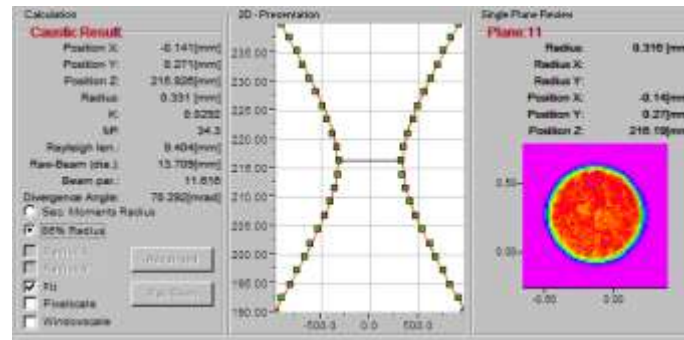 Calculation
Caustic Result
Position X: -0.141[mm]
Position Y: 0.271[mm]
Position Z: 216.926[mm]
Radius: 0.331 [mm]
K: 0.0292
M²: 34.3
Rayleigh len.: 8.404[mm]
Raw-Beam (dia.): 13.709[mm]
Beam par.: 11.616
Divergence Angle: 78.292[mrad]
Sec. Moments Radius
86% Radius
Fit
Pixelscale
Windowscale
2D - Presentation
235.00
230.00
225.00
220.00
215.00
210.00
205.00
200.00
195.00
190.00
-500.0 0.0 500.0
Single Plane Review
Plane:11
Radius: 0.316 [mm]
Radius X:
Radius Y:
Position X: -0.14[mm]
Position Y: 0.27[mm]
Position Z: 216.19[mm]
0.50
0.00
-0.50 0.00